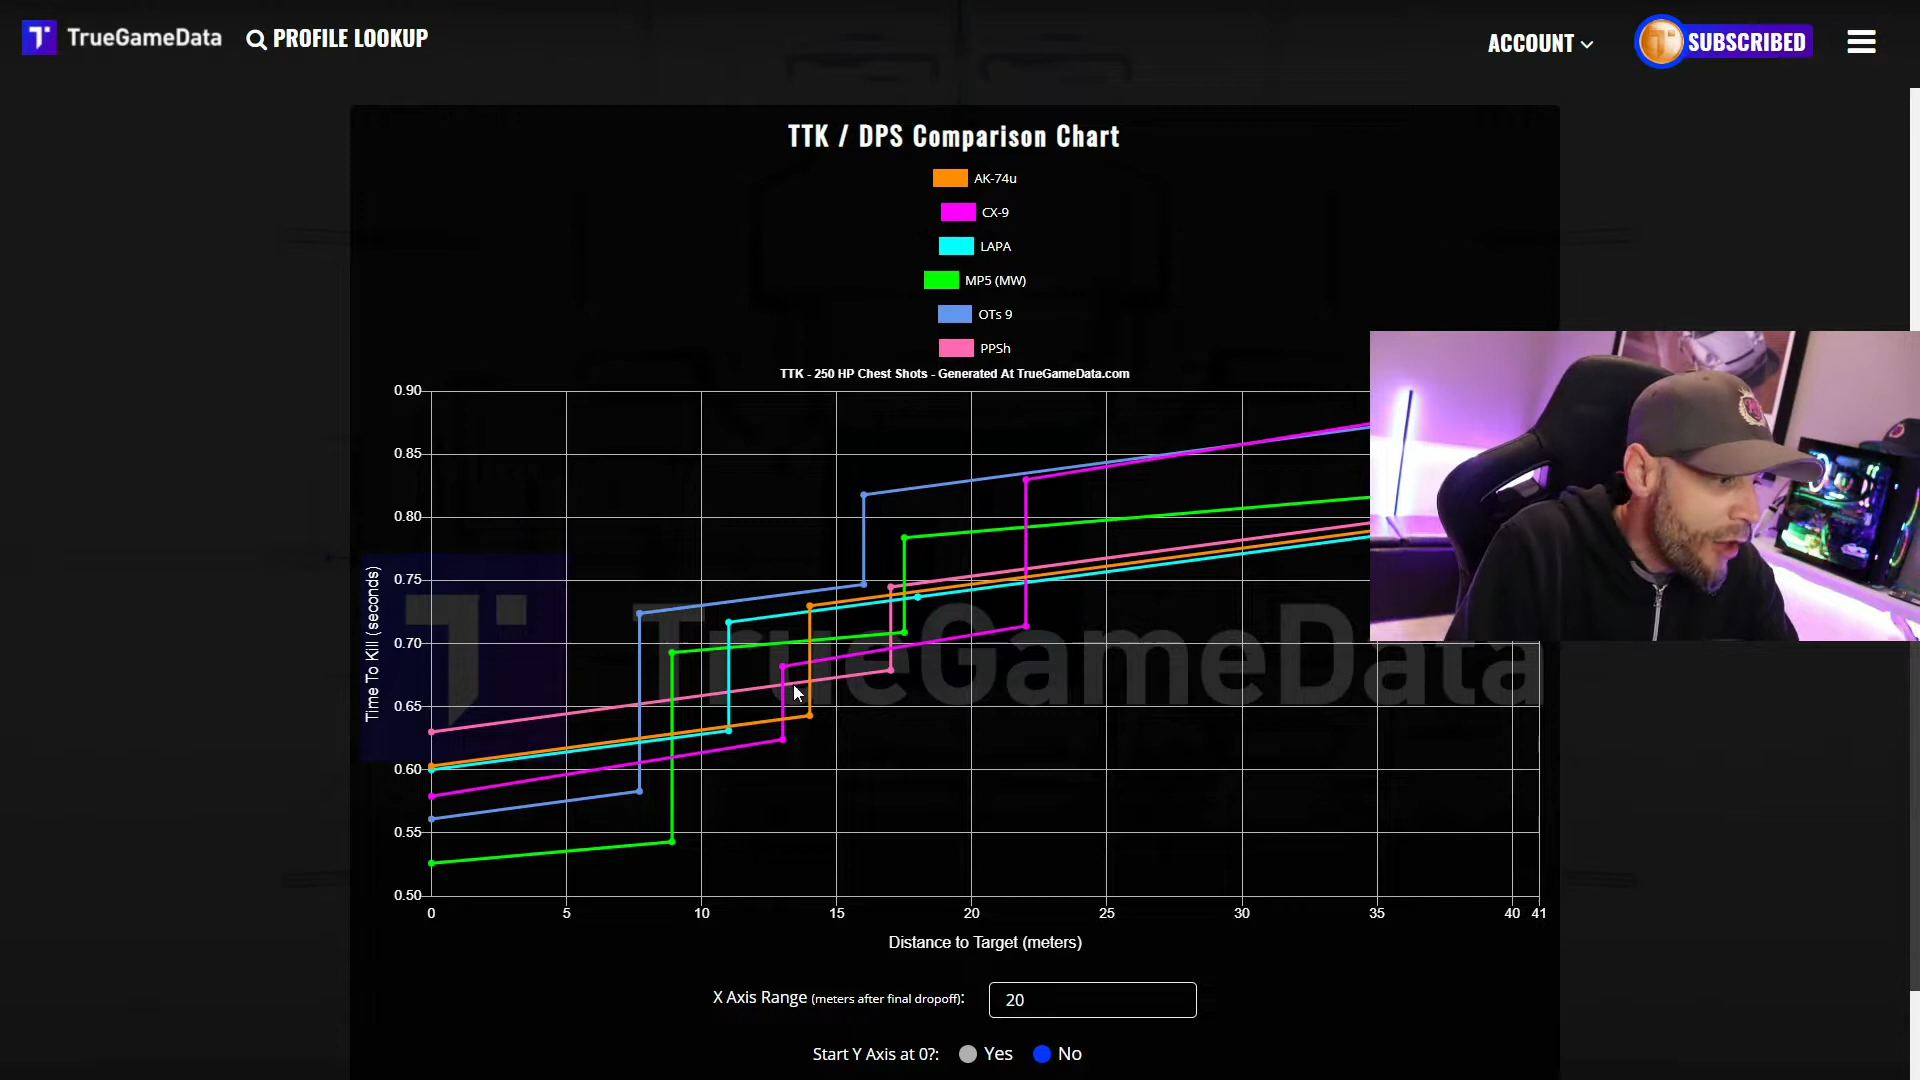 TrueGameData
PROFILE LOOKUP
ACCOUNT
SUBSCRIBED
TTK / DPS Comparison Chart
AK-74u
CX-9
LAPA
MP5 (MW)
OTs 9
PPSh
TTK - 250 HP Chest Shots - Generated At TrueGameData.com
0.90
0.85
0.80
0.75
0.70
0.65
0.60
0.55
0.50
Time To Kill (seconds)
TrueGameData
0 5 10 15 20 25 30 35 40 41
Distance to Target (meters)
X Axis Range (meters after final dropoff): 20
Start Y Axis at 0?: Yes No